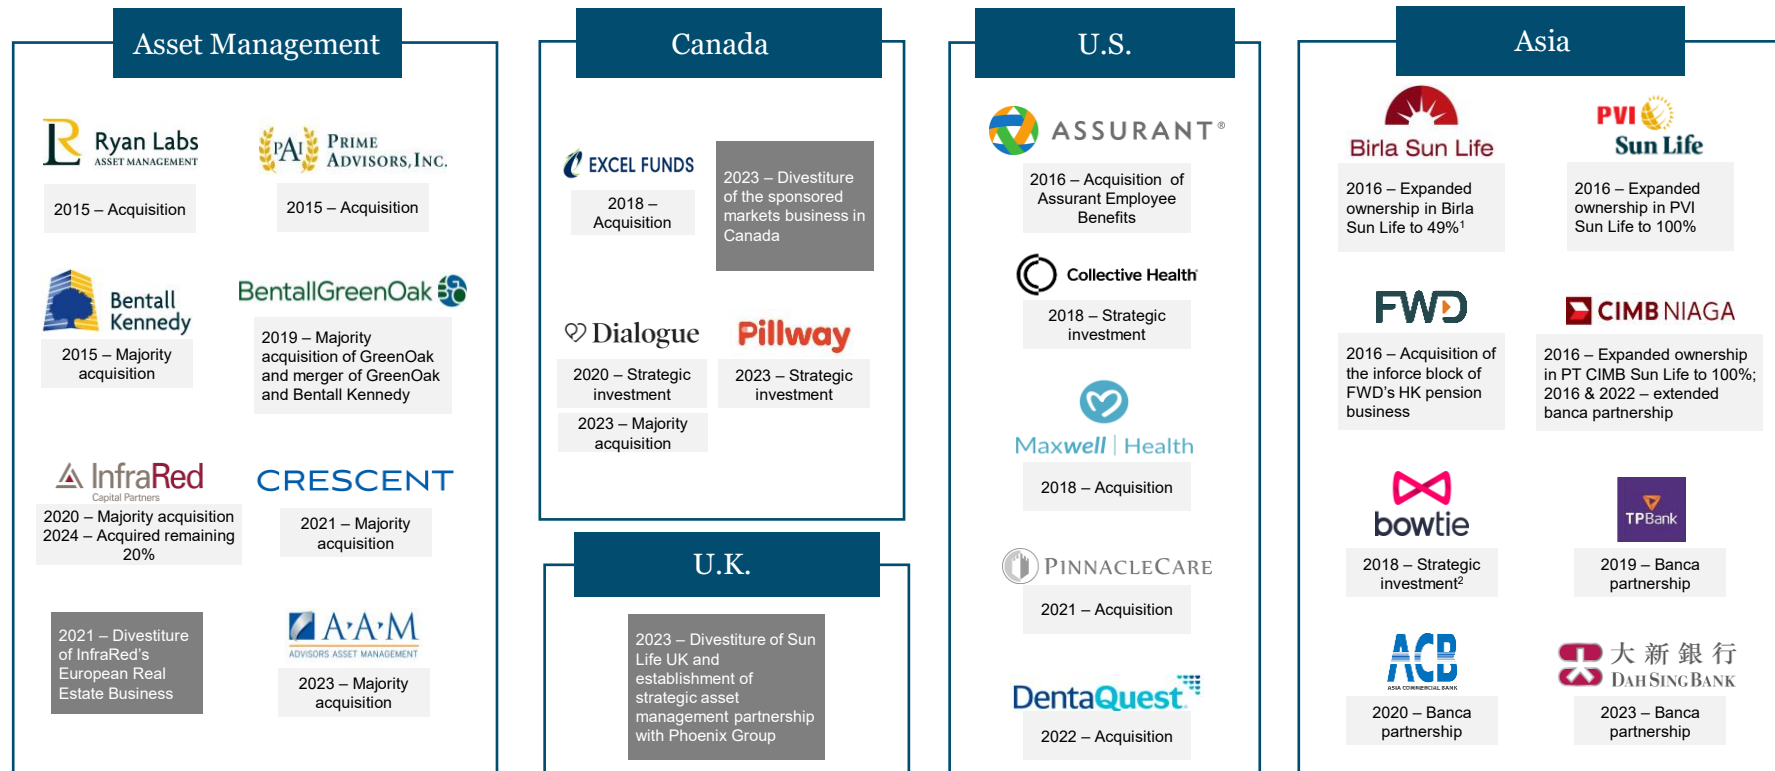 Asset Management
Ryan Labs
ASSET MANAGEMENT
2015 – Acquisition
PAI
PRIME
ADVISORS, INC.
2015 – Acquisition
Bentall
Kennedy
2015 – Majority
acquisition
BentallGreenOak
2019 – Majority
acquisition of GreenOak
and merger of GreenOak
and Bentall Kennedy
InfraRed
Capital Partners
2020 – Majority acquisition
2024 – Acquired remaining
20%
CRESCENT
2021 – Majority
acquisition
2021 – Divestiture
of InfraRed's
European Real
Estate Business
A·A·M
ADVISORS ASSET MANAGEMENT
2023 – Majority
acquisition
Canada
EXCEL FUNDS
2018 –
Acquisition
2023 – Divestiture
of the sponsored
markets business in
Canada
Dialogue
2020 – Strategic
investment
2023 – Majority
acquisition
Pillway
2023 – Strategic
investment
U.K.
2023 – Divestiture of Sun
Life UK and
establishment of
strategic asset
management partnership
with Phoenix Group
U.S.
ASSURANT®
2016 – Acquisition of
Assurant Employee
Benefits
Collective Health
2018 – Strategic
investment
Maxwell | Health
2018 – Acquisition
PINNACLECARE
2021 – Acquisition
DentaQuest
2022 – Acquisition
Asia
Birla Sun Life
2016 – Expanded
ownership in Birla
Sun Life to 49%¹
PVI
Sun Life
2016 – Expanded
ownership in PVI
Sun Life to 100%
FWD
2016 – Acquisition of
the inforce block of
FWD's HK pension
business
CIMB NIAGA
2016 – Expanded ownership
in PT CIMB Sun Life to 100%;
2016 & 2022 – extended
banca partnership
bowtie
2018 – Strategic
investment²
TPBank
2019 – Banca
partnership
ACB
ASIA COMMERCIAL BANK
2020 – Banca
partnership
大新銀行
DAH SING BANK
2023 – Banca
partnership